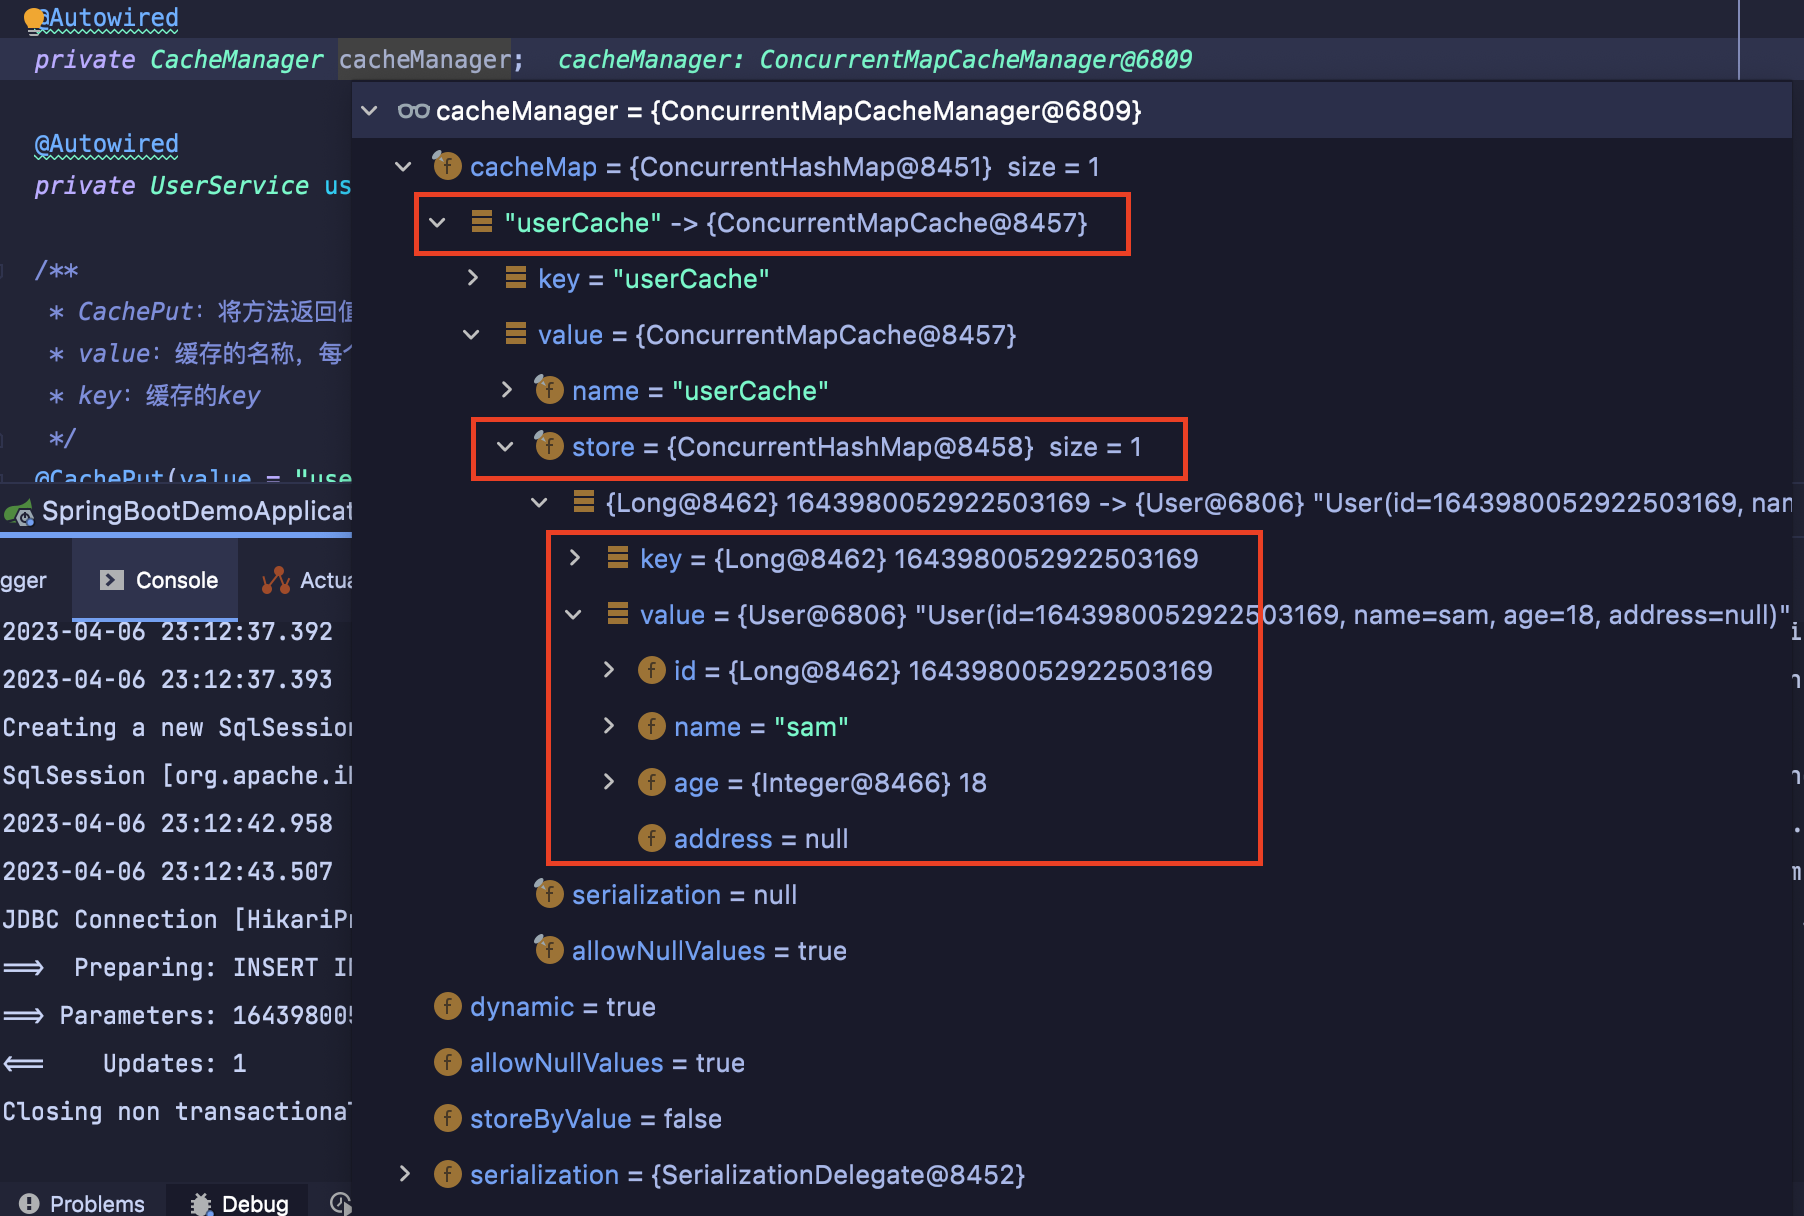 @Autowired
private CacheManager cacheManager;  cacheManager: ConcurrentMapCacheManager@6809
cacheManager = {ConcurrentMapCacheManager@6809}
@Autowired
cacheMap = {ConcurrentHashMap@8451}  size = 1
private UserService us
"userCache" -> {ConcurrentMapCache@8457}
/**
key = "userCache"
* CachePut: 将方法返回值
value = {ConcurrentMapCache@8457}
* value: 缓存的名称, 每个
name = "userCache"
* key: 缓存的key
*/
store = {ConcurrentHashMap@8458}  size = 1
@CachePut(value = "use
SpringBootDemoApplicat
{Long@8462} 1643980052922503169 -> {User@6806} "User(id=1643980052922503169, nam
key = {Long@8462} 1643980052922503169
gger
Console
Actua
value = {User@6806} "User(id=1643980052922503169, name=sam, age=18, address=null)"
2023-04-06 23:12:37.392
id = {Long@8462} 1643980052922503169
2023-04-06 23:12:37.393
name = "sam"
Creating a new SqlSession
age = {Integer@8466} 18
SqlSession [org.apache.i
2023-04-06 23:12:42.958
address = null
2023-04-06 23:12:43.507
serialization = null
JDBC Connection [HikariPr
allowNullValues = true
==>  Preparing: INSERT I
dynamic = true
==> Parameters: 164398005
allowNullValues = true
<==    Updates: 1
storeByValue = false
Closing non transactional
serialization = {SerializationDelegate@8452}
Problems
Debug